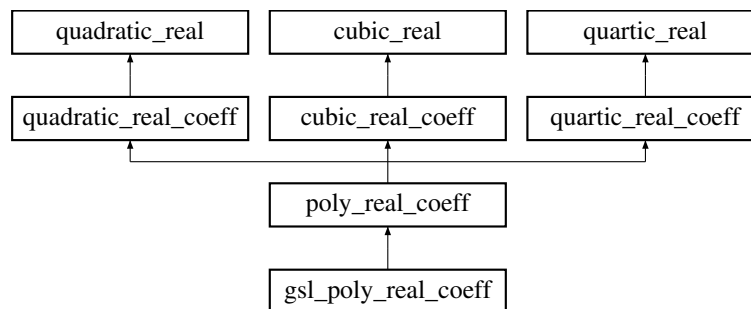 quadratic_real cubic_real quartic_real
quadratic_real_coeff cubic_real_coeff quartic_real_coeff
poly_real_coeff
gsl_poly_real_coeff